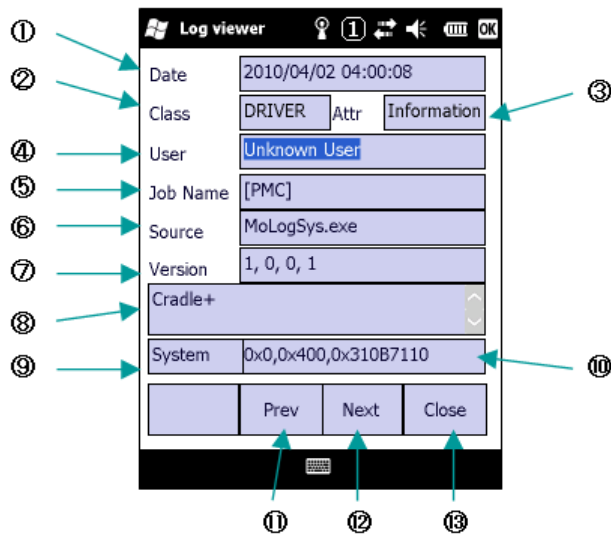 ① Log viewer 1 OK
② Date 2010/04/02 04:00:08
Class DRIVER Attr Information ③
④ User Unknown User
⑤ Job Name [PMC]
⑥ Source MoLogSys.exe
⑦ Version 1, 0, 0, 1
⑧ Cradle+
⑨ System 0x0,0x400,0x310B7110 ⑩
Prev Next Close
⑪ ⑫ ⑬